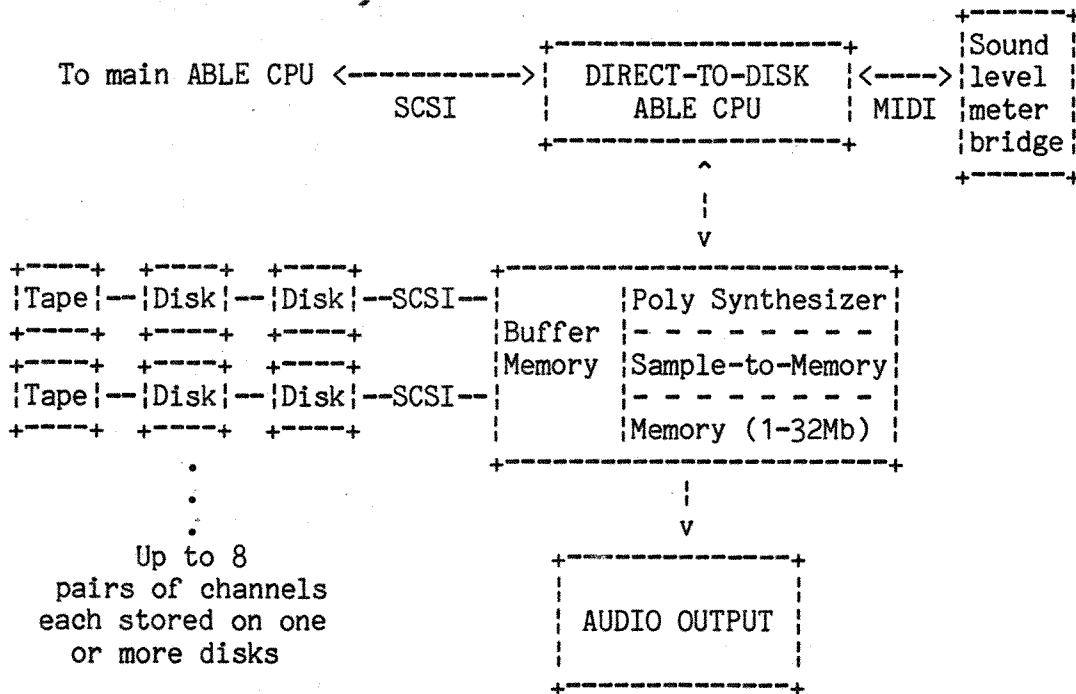 Sound
To main ABLE CPU <-----------> DIRECT-TO-DISK <----> level
SCSI ABLE CPU MIDI meter
bridge
Tape -- Disk -- Disk --SCSI-- Poly Synthesizer
Buffer
Memory Sample-to-Memory
Tape -- Disk -- Disk --SCSI--
Memory (1-32Mb)
Up to 8
pairs of channels
each stored on one
or more disks
AUDIO OUTPUT